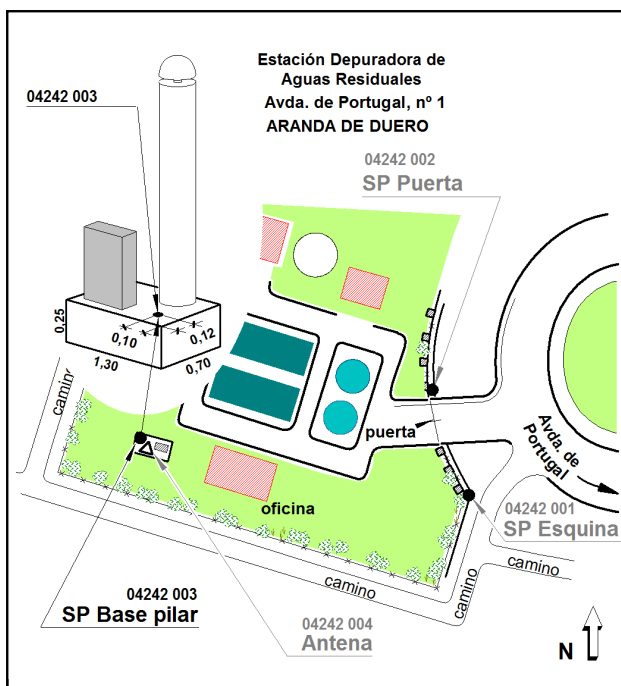 Estación Depuradora de
Aguas Residuales
Avda. de Portugal, nº 1
ARANDA DE DUERO
04242 003
04242 002
SP Puerta
0,25
0,10
0,12
1,30
0,70
camino
puerta
Avda. de
Portugal
oficina
04242 001
SP Esquina
camino
camino
camino
04242 003
SP Base pilar
04242 004
Antena
N